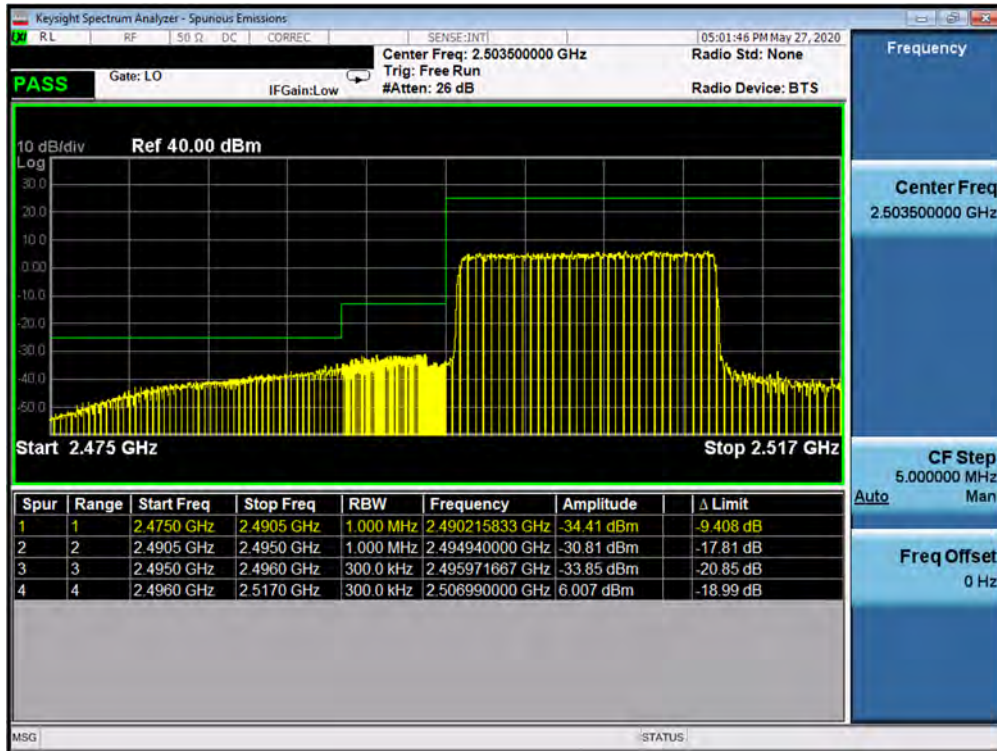 Keysight Spectrum Analyzer - Spurious Emissions
LXI RL RF 50 Ω DC CORREC SENSE:INT 05:01:46 PM May 27, 2020
Center Freq: 2.503500000 GHz Radio Std: None
PASS Gate: LO Trig: Free Run
IFGain:Low #Atten: 26 dB Radio Device: BTS
10 dB/div Ref 40.00 dBm
Log
30.0
20.0
10.0
0.00
-10.0
-20.0
-30.0
-40.0
-50.0
Start 2.475 GHz Stop 2.517 GHz
Spur Range Start Freq Stop Freq RBW Frequency Amplitude Δ Limit
1 1 2.4750 GHz 2.4905 GHz 1.000 MHz 2.490215833 GHz -34.41 dBm -9.408 dB
2 2 2.4905 GHz 2.4950 GHz 1.000 MHz 2.494940000 GHz -30.81 dBm -17.81 dB
3 3 2.4950 GHz 2.4960 GHz 300.0 kHz 2.495971667 GHz -33.85 dBm -20.85 dB
4 4 2.4960 GHz 2.5170 GHz 300.0 kHz 2.506990000 GHz 6.007 dBm -18.99 dB
MSG STATUS
Frequency
Center Freq
2.503500000 GHz
CF Step
5.000000 MHz
Auto Man
Freq Offset
0 Hz